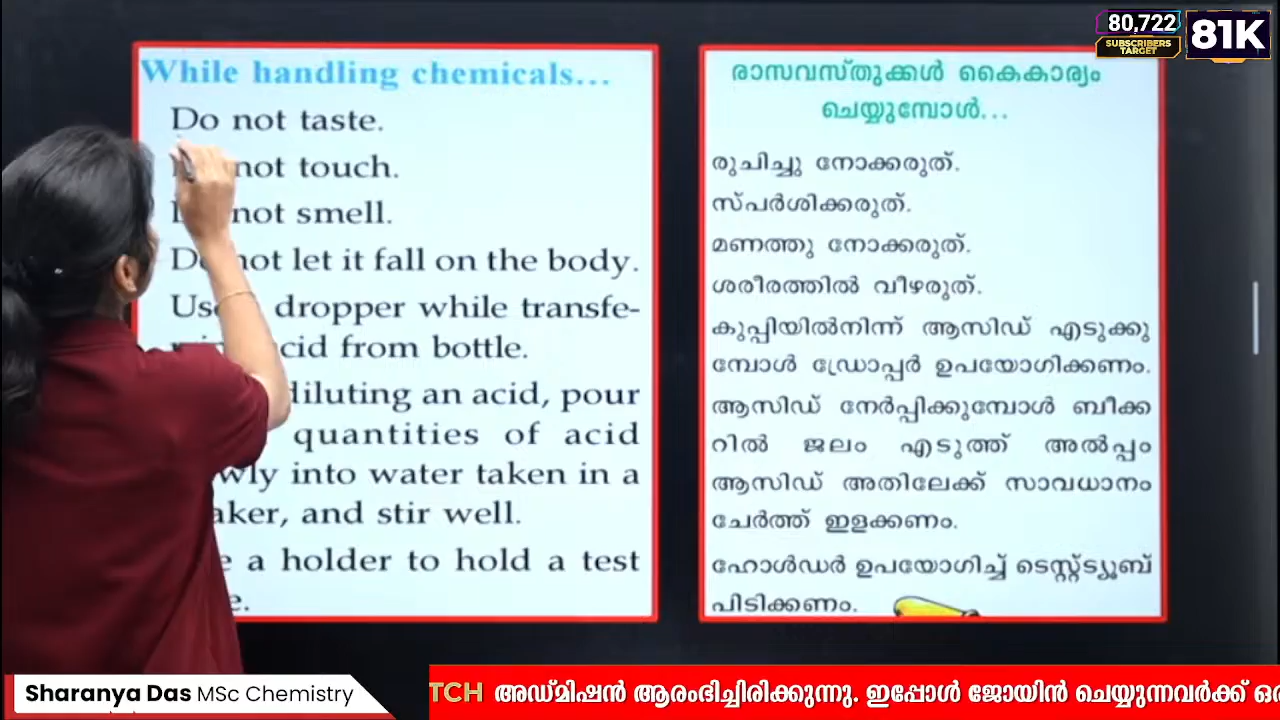 80,722
SUBSCRIBERS
TARGET
81K
While handling chemicals...
Do not taste.
not touch.
not smell.
Do not let it fall on the body.
Use dropper while transfe-
acid from bottle.
diluting an acid, pour
quantities of acid
into water taken in a
and stir well.
a holder to hold a test
രാസവസ്തുക്കൾ കൈകാര്യം
ചെയ്യുമ്പോൾ...
രുചിച്ചു നോക്കരുത്.
സ്പർശിക്കരുത്.
മണത്തു നോക്കരുത്.
ശരീരത്തിൽ വീഴരുത്.
കുപ്പിയിൽനിന്ന് ആസിഡ് എടുക്കു
മ്പോൾ ഡ്രോപ്പർ ഉപയോഗിക്കണം.
ആസിഡ് നേർപ്പിക്കുമ്പോൾ ബീക്ക
റിൽ ജലം എടുത്ത് അൽപ്പം
ആസിഡ് അതിലേക്ക് സാവധാനം
ചേർത്ത് ഇളക്കണം.
ഹോൾഡർ ഉപയോഗിച്ച് ടെസ്റ്റ്ട്യൂബ്
പിടിക്കണം.
Sharanya Das MSc Chemistry
TCH അഡ്മിഷൻ ആരംഭിച്ചിരിക്കുന്നു. ഇപ്പോൾ ജോയിൻ ചെയ്യുന്നവർക്ക്